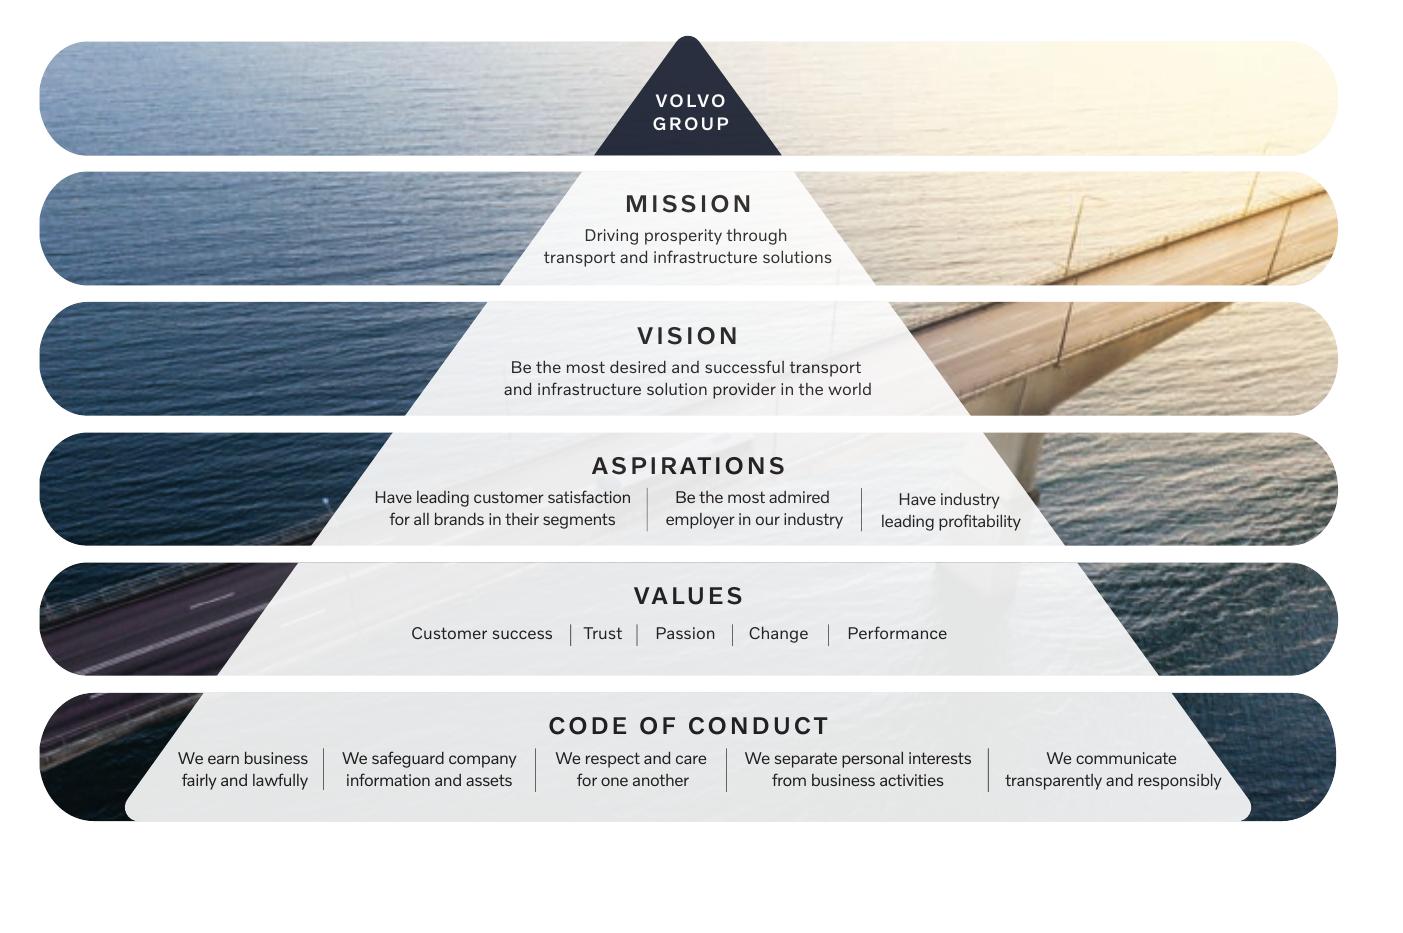 VOLVO
GROUP
MISSION
Driving prosperity through
transport and infrastructure solutions
VISION
Be the most desired and successful transport
and infrastructure solution provider in the world
ASPIRATIONS
Have leading customer satisfaction
for all brands in their segments
Be the most admired
employer in our industry
Have industry
leading profitability
VALUES
Customer success | Trust | Passion | Change | Performance
CODE OF CONDUCT
We earn business
fairly and lawfully
We safeguard company
information and assets
We respect and care
for one another
We separate personal interests
from business activities
We communicate
transparently and responsibly